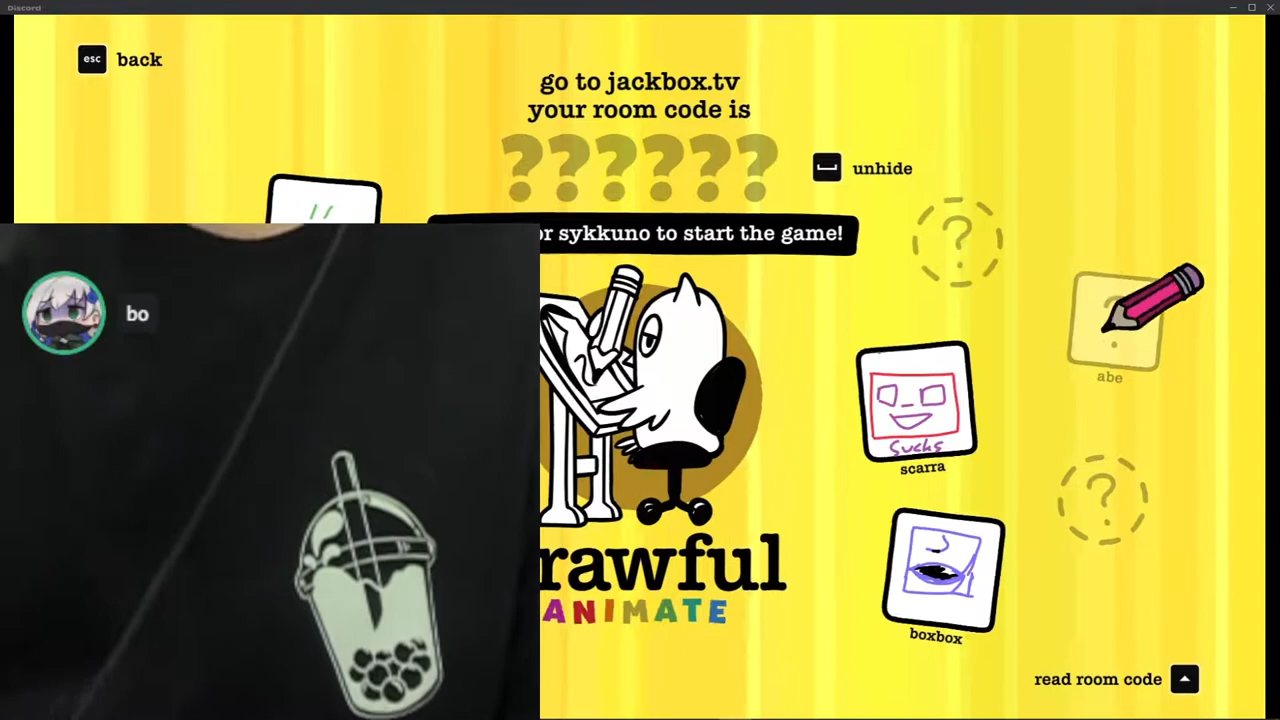 Discord
esc back
go to jackbox.tv
your room code is
??????
unhide
or sykkuno to start the game!
bo
abe
sucks
scarra
boxbox
rawful
ANIMATE
read room code